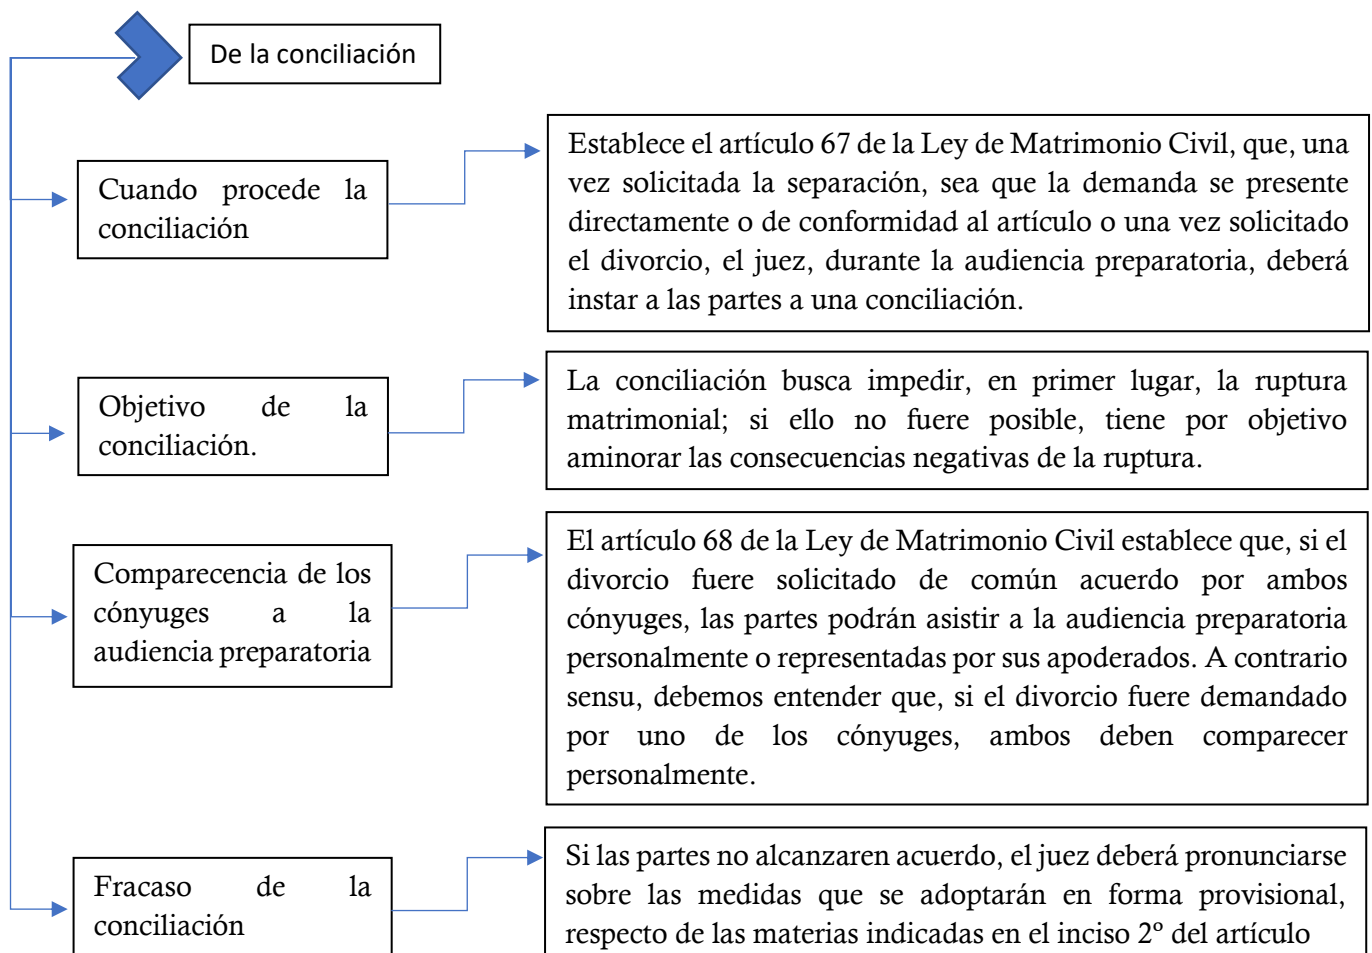 De la conciliación
Cuando procede la
conciliación
Establece el artículo 67 de la Ley de Matrimonio Civil, que, una
vez solicitada la separación, sea que la demanda se presente
directamente o de conformidad al artículo o una vez solicitado
el divorcio, el juez, durante la audiencia preparatoria, deberá
instar a las partes a una conciliación.
Objetivo de la
conciliación.
La conciliación busca impedir, en primer lugar, la ruptura
matrimonial; si ello no fuere posible, tiene por objetivo
aminorar las consecuencias negativas de la ruptura.
Comparecencia de los
cónyuges a la
audiencia preparatoria
El artículo 68 de la Ley de Matrimonio Civil establece que, si el
divorcio fuere solicitado de común acuerdo por ambos
cónyuges, las partes podrán asistir a la audiencia preparatoria
personalmente o representadas por sus apoderados. A contrario
sensu, debemos entender que, si el divorcio fuere demandado
por uno de los cónyuges, ambos deben comparecer
personalmente.
Fracaso de la
conciliación
Si las partes no alcanzaren acuerdo, el juez deberá pronunciarse
sobre las medidas que se adoptarán en forma provisional,
respecto de las materias indicadas en el inciso 2º del artículo